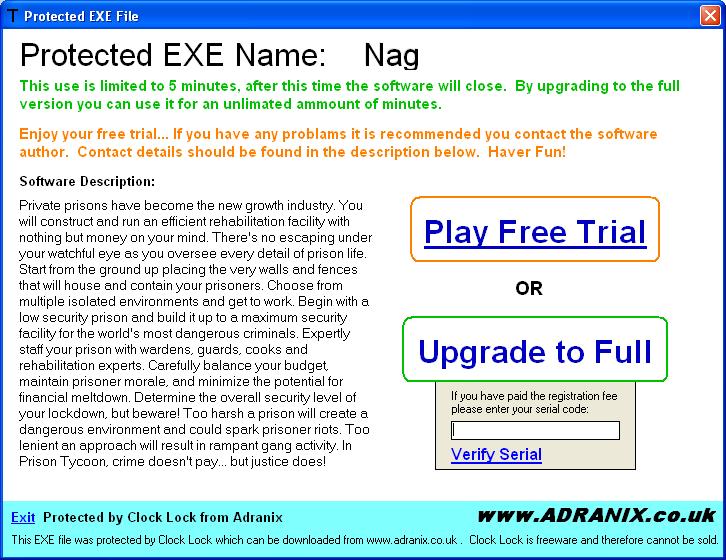 Protected EXE File
Protected EXE Name: Nag
This use is limited to 5 minutes, after this time the software will close. By upgrading to the full
version you can use it for an unlimated ammount of minutes.
Enjoy your free trial... If you have any problams it is recommended you contact the software
author. Contact details should be found in the description below. Haver Fun!
Software Description:
Private prisons have become the new growth industry. You
will construct and run an efficient rehabilitation facility with
nothing but money on your mind. There's no escaping under
your watchful eye as you oversee every detail of prison life.
Start from the ground up placing the very walls and fences
that will house and contain your prisoners. Choose from
multiple isolated environments and get to work. Begin with a
low security prison and build it up to a maximum security
facility for the world's most dangerous criminals. Expertly
staff your prison with wardens, guards, cooks and
rehabilitation experts. Carefully balance your budget,
maintain prisoner morale, and minimize the potential for
financial meltdown. Determine the overall security level of
your lockdown, but beware! Too harsh a prison will create a
dangerous environment and could spark prisoner riots. Too
lenient an approach will result in rampant gang activity. In
Prison Tycoon, crime doesn't pay... but justice does!
Play Free Trial
OR
Upgrade to Full
If you have paid the registration fee
please enter your serial code:
Verify Serial
Exit Protected by Clock Lock from Adranix
www.ADRANIX.co.uk
This EXE file was protected by Clock Lock which can be downloaded from www.adranix.co.uk . Clock Lock is freeware and therefore cannot be sold.